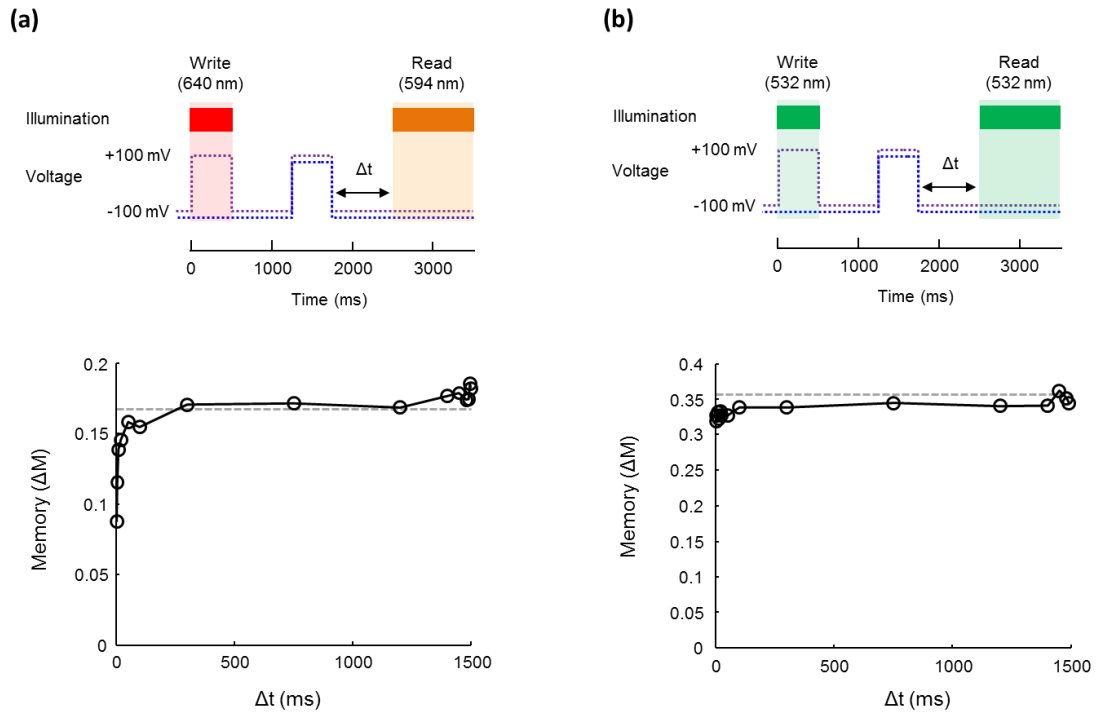 (a)
Write
(640 nm)
Read
(594 nm)
Illumination
+100 mV
Voltage
Δt
-100 mV
0 1000 2000 3000
Time (ms)
0.2
0.15
0.1
0.05
0
Memory (ΔM)
0 500 1000 1500
Δt (ms)
(b)
Write
(532 nm)
Read
(532 nm)
Illumination
+100 mV
Voltage
Δt
-100 mV
0 1000 2000 3000
Time (ms)
0.4
0.35
0.3
0.25
0.2
0.35
0.1
0.05
0
Memory (ΔM)
0 500 1000 1500
Δt (ms)